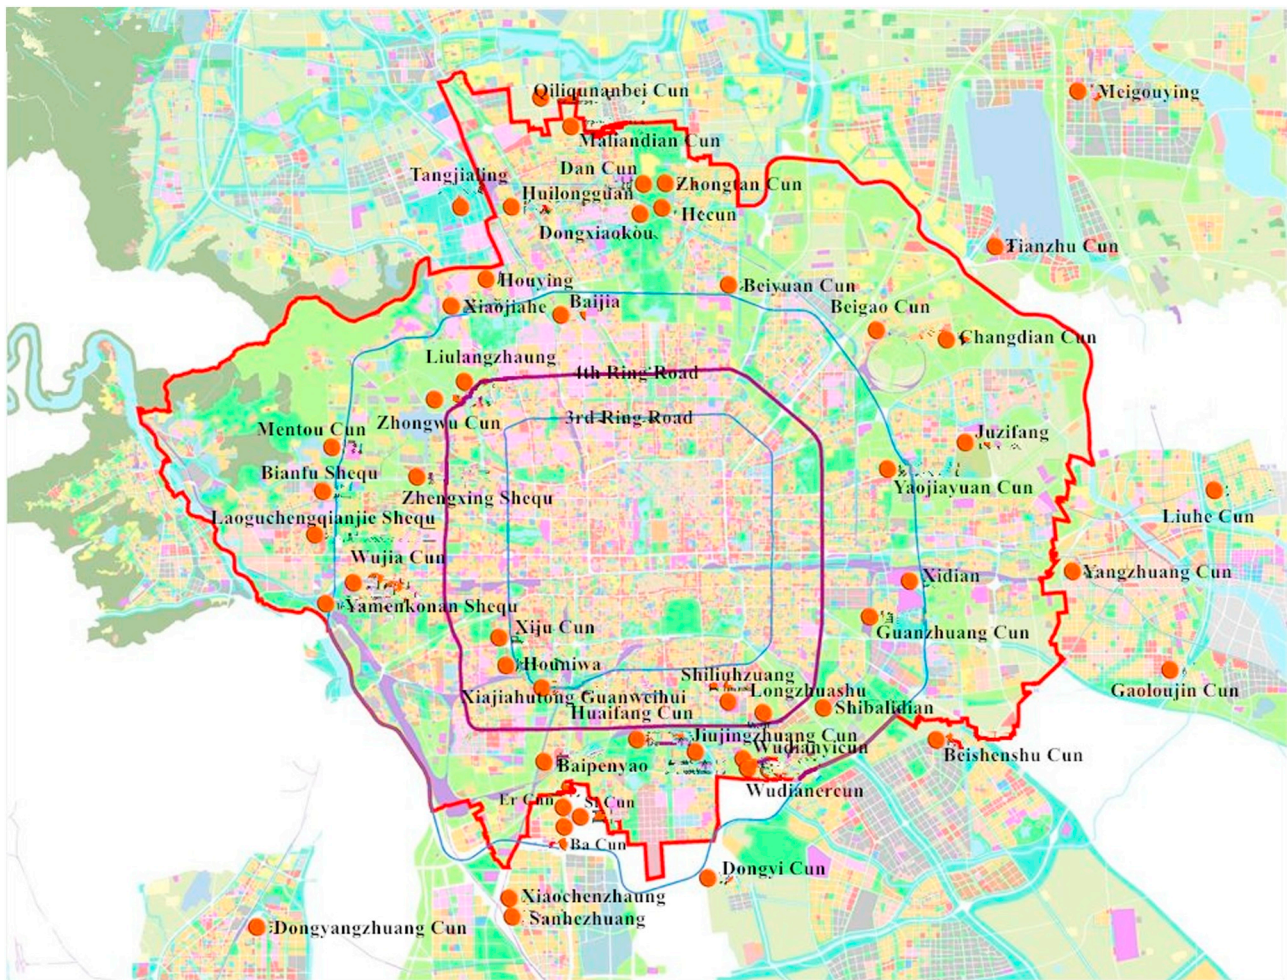 Qiliqunanbei Cun
Meigouying
Maliandian Cun
Dan Cun
Tangjialing
Zhongtan Cun
Huilongguan
Hecun
Dongxiaokou
Tianzhu Cun
Houying
Beiyuan Cun
Xiaojiahe
Baijia
Beigao Cun
Changdian Cun
Liulangzhaung
4th Ring Road
3rd Ring Road
Zhongwu Cun
Mentou Cun
Juzifang
Bianfu Shequ
Zhengxing Shequ
Yaojiayuan Cun
Liuhe Cun
Laoguchengqianjie Shequ
Wujia Cun
Xidian
Yangzhuang Cun
Yamenkonan Shequ
Xiju Cun
Guanzhuang Cun
Houniwa
Shiliuhzuang
Gaoloujin Cun
Xiajiahutong Guanweihui
Longzhuashu
Huaifang Cun
Shibalidian
Jiujingzhuang Cun
Wudianyicun
Beishenshu Cun
Baipenyao
Wudianercun
Er Cun
Si Cun
Ba Cun
Dongyi Cun
Xiaochenzhaung
Sanhezhuang
Dongyangzhuang Cun